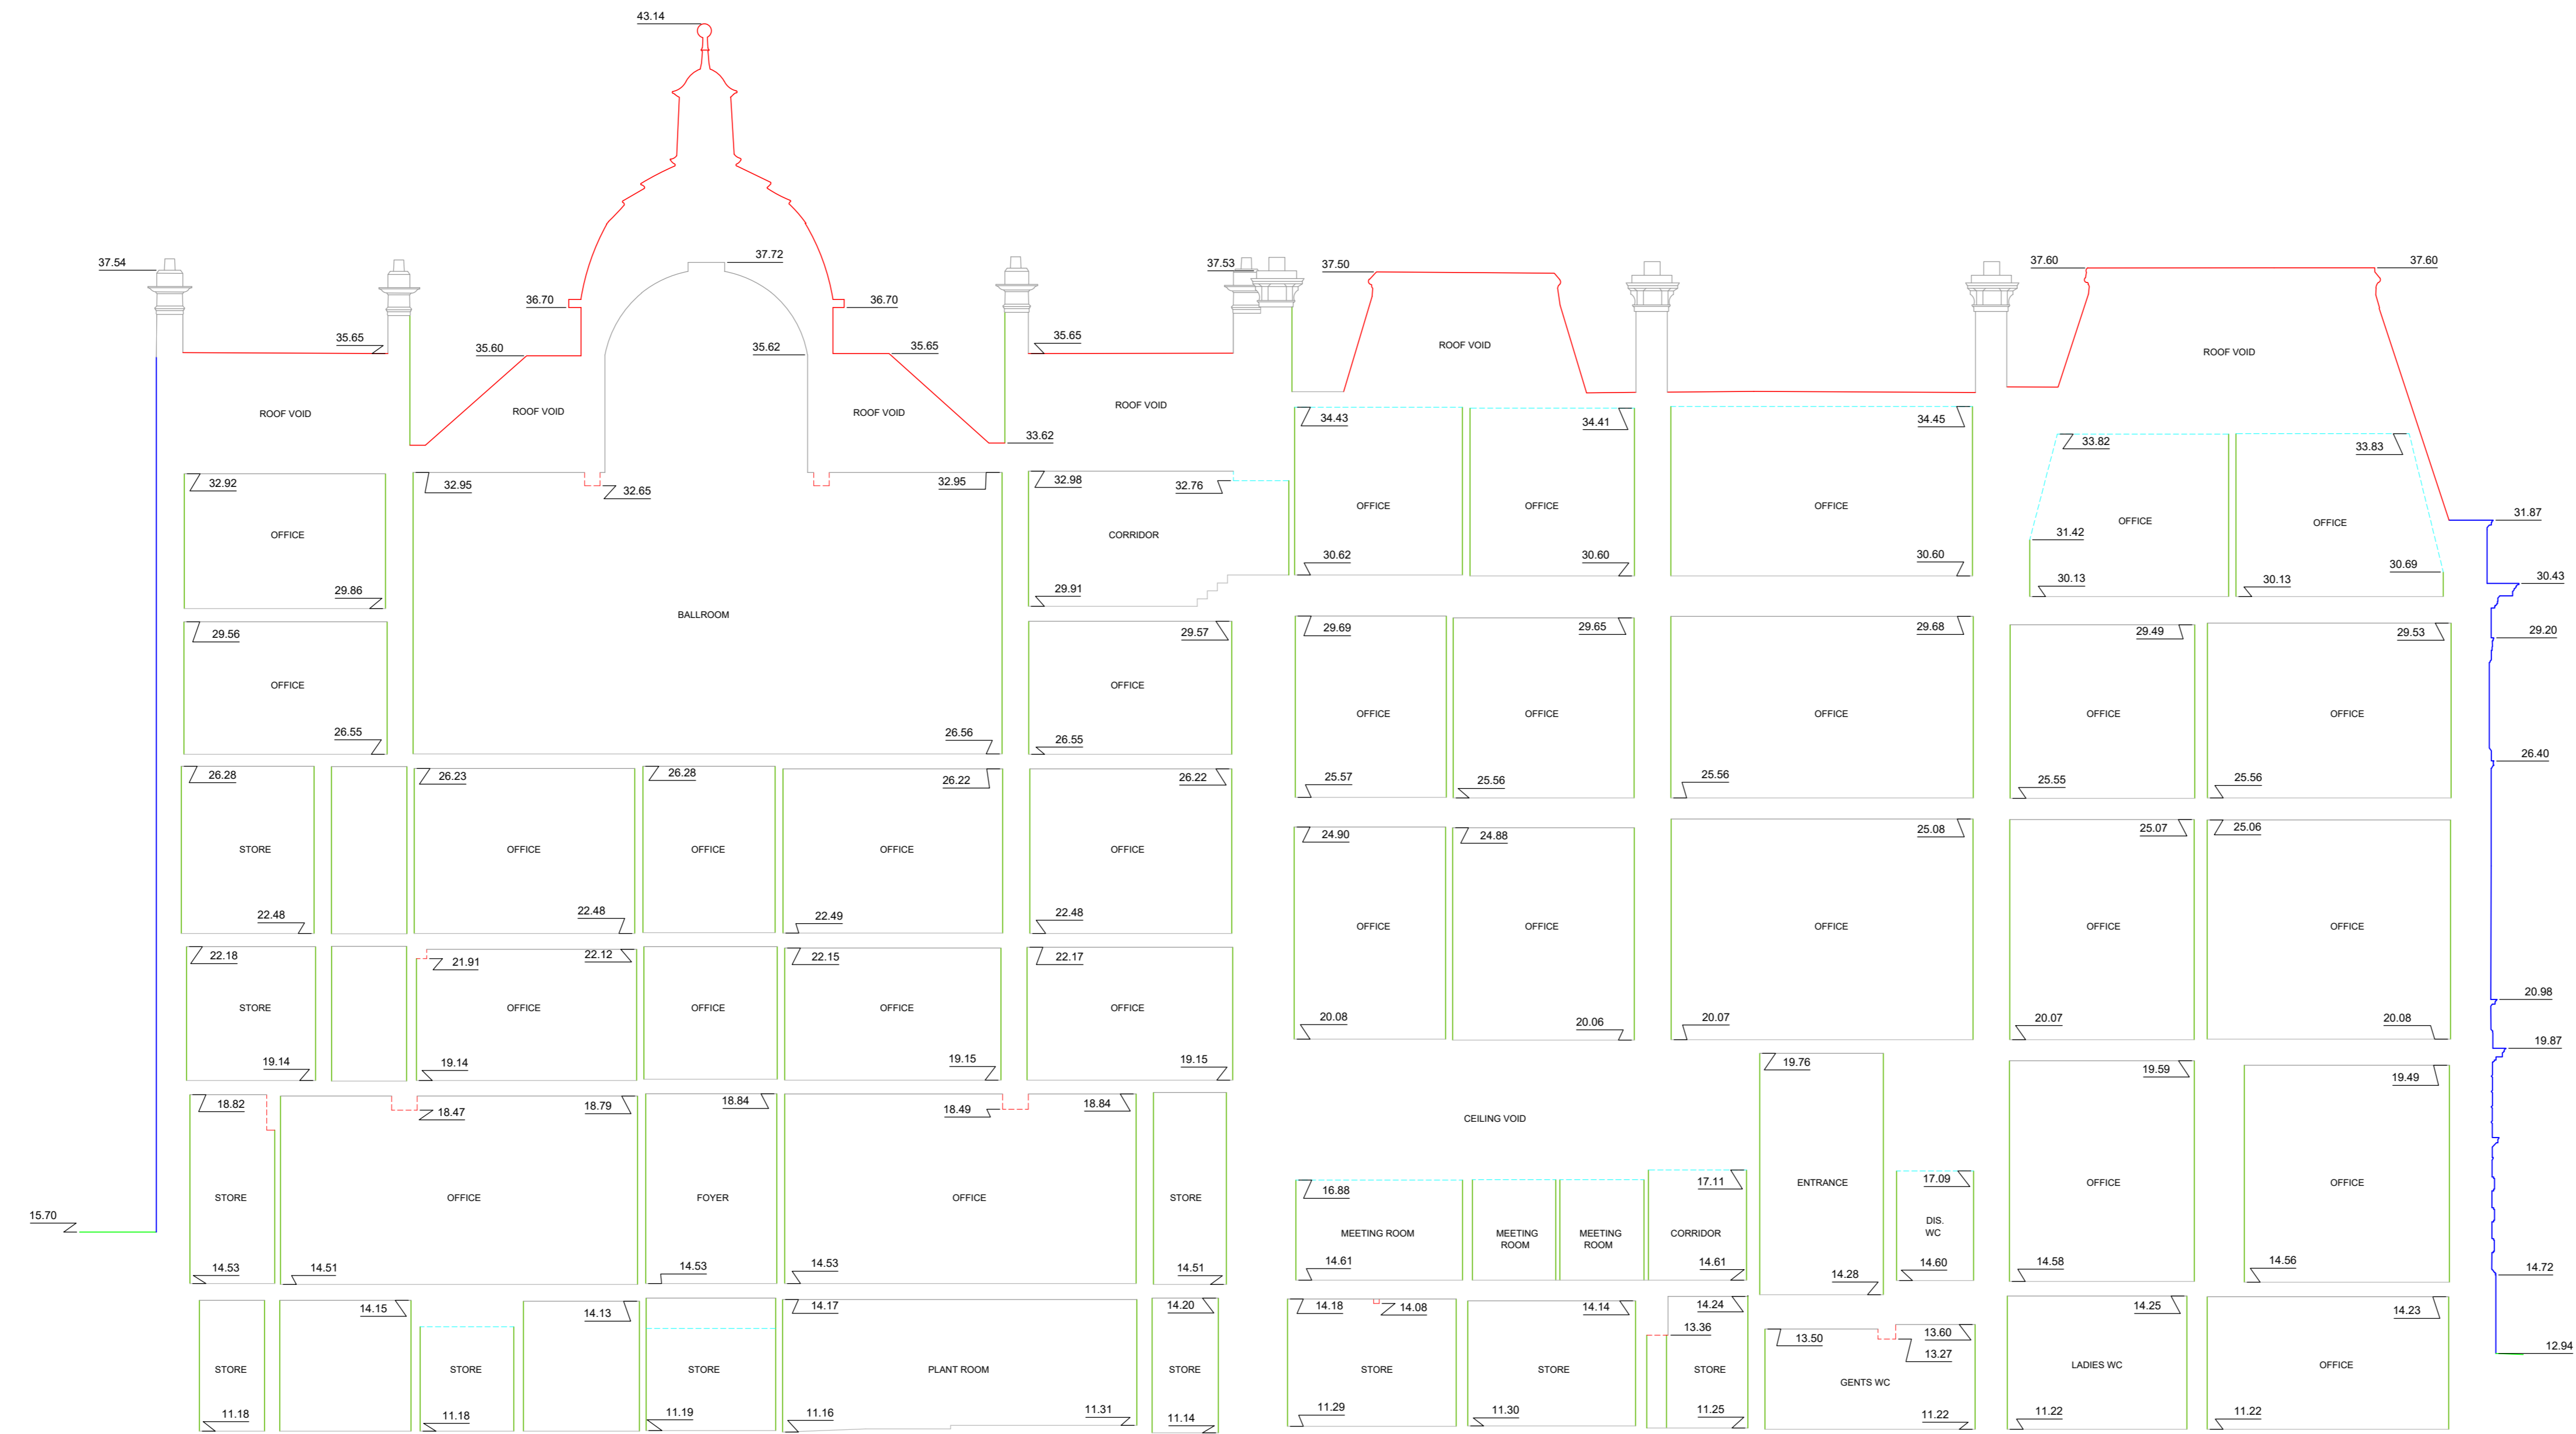 43.14
37.54
37.72
37.53
37.50
37.60
37.60
36.70
36.70
35.65
35.60
35.62
35.65
35.65
ROOF VOID
ROOF VOID
ROOF VOID
ROOF VOID
ROOF VOID
ROOF VOID
33.62
34.43
34.41
34.45
33.82
33.83
32.92
32.95
32.65
32.95
32.98
32.76
31.87
OFFICE
CORRIDOR
OFFICE
OFFICE
OFFICE
OFFICE
OFFICE
31.42
30.69
30.43
29.86
29.91
30.62
30.60
30.60
30.13
30.13
BALLROOM
29.56
29.57
29.69
29.65
29.68
29.49
29.53
29.20
OFFICE
OFFICE
OFFICE
OFFICE
OFFICE
OFFICE
OFFICE
26.55
26.56
26.55
26.40
26.28
26.23
26.28
26.22
26.22
25.57
25.56
25.56
25.55
25.56
24.90
24.88
25.08
25.07
25.06
STORE
OFFICE
OFFICE
OFFICE
OFFICE
22.48
22.48
22.49
22.48
OFFICE
OFFICE
OFFICE
OFFICE
OFFICE
22.18
21.91
22.12
22.15
22.17
STORE
OFFICE
OFFICE
OFFICE
OFFICE
20.98
20.08
20.06
20.07
20.07
20.08
19.14
19.14
19.15
19.15
19.87
19.76
19.59
19.49
18.82
18.47
18.79
18.84
18.49
18.84
CEILING VOID
16.88
17.11
17.09
STORE
OFFICE
FOYER
OFFICE
STORE
ENTRANCE
OFFICE
OFFICE
15.70
MEETING ROOM
MEETING
ROOM
MEETING
ROOM
CORRIDOR
DIS.
WC
14.53
14.51
14.53
14.53
14.51
14.61
14.61
14.28
14.60
14.58
14.56
14.72
14.15
14.13
14.17
14.20
14.18
14.08
14.14
14.24
13.36
13.50
13.60
13.27
14.25
14.23
12.94
STORE
STORE
STORE
PLANT ROOM
STORE
STORE
STORE
STORE
GENTS WC
LADIES WC
OFFICE
11.18
11.18
11.19
11.16
11.31
11.14
11.29
11.30
11.25
11.22
11.22
11.22